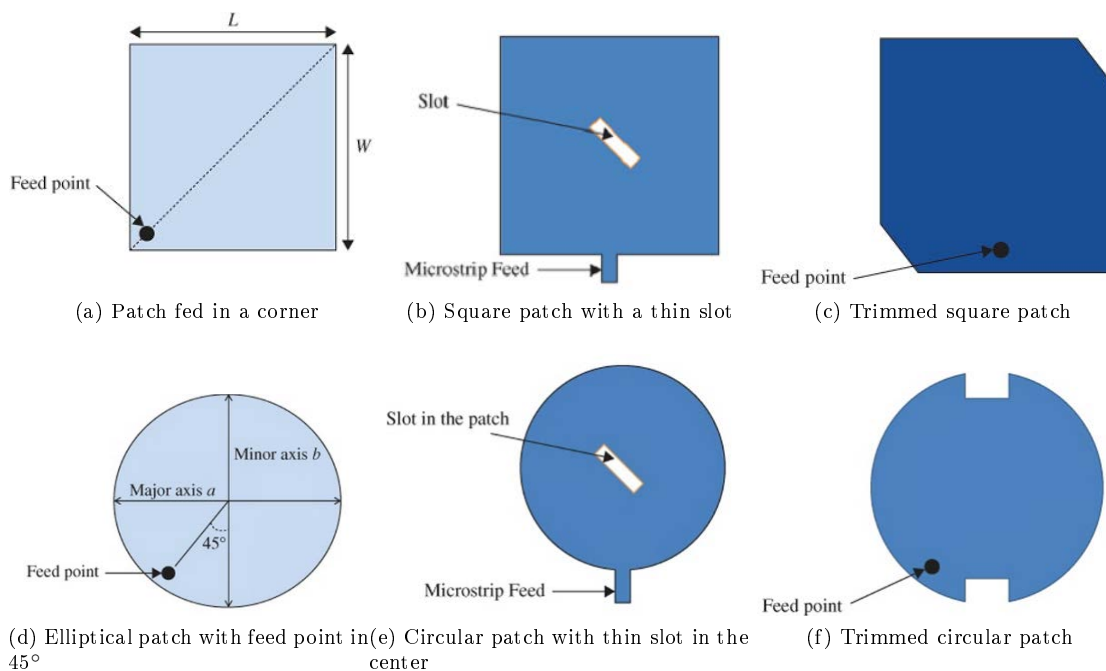 L
W
Feed point
(a) Patch fed in a corner
Slot
Microstrip Feed
(b) Square patch with a thin slot
Feed point
(c) Trimmed square patch
Minor axis b
Major axis a
45°
Feed point
(d) Elliptical patch with feed point in
45°
Slot in the patch
Microstrip Feed
(e) Circular patch with thin slot in the
center
Feed point
(f) Trimmed circular patch